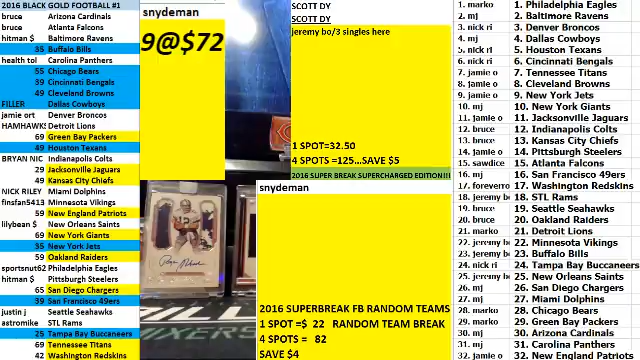 2016 BLACK GOLD FOOTBALL #1
bruce Arizona Cardinals
bruce Atlanta Falcons
hitman $ Baltimore Ravens
35 Buffalo Bills
health tol Carolina Panthers
55 Chicago Bears
39 Cincinnati Bengals
49 Cleveland Browns
FILLER Dallas Cowboys
jamie ort Denver Broncos
HAMHAWKS Detroit Lions
69 Green Bay Packers
49 Houston Texans
BRYAN NIC Indianapolis Colts
29 Jacksonville Jaguars
49 Kansas City Chiefs
NICK RILEY Miami Dolphins
finsfan5413 Minnesota Vikings
59 New England Patriots
lilybean $ New Orleans Saints
69 New York Giants
35 New York Jets
59 Oakland Raiders
sportsnut62 Philadelphia Eagles
hitman $ Pittsburgh Steelers
65 San Diego Chargers
39 San Francisco 49ers
justin j Seattle Seahawks
astromike STL Rams
25 Tampa Bay Buccaneers
69 Tennessee Titans
22 Washington Redskins
snydeman
9@$72
SCOTT DY
SCOTT DY
jeremy bo/3 singles here
1 SPOT=32.50
4 SPOTS =125...SAVE $5
2016 SUPER BREAK SUPERCHARGED EDITION!!!
snydeman
2016 SUPERBREAK FB RANDOM TEAMS
1 SPOT =$ 22 RANDOM TEAM BREAK
4 SPOTS = 82
SAVE $4
1. marko 1. Philadelphia Eagles
2. mj 2. Baltimore Ravens
3. nick ri 3. Denver Broncos
4. mj 4. Dallas Cowboys
5. nick ri 5. Houston Texans
6. nick ri 6. Cincinnati Bengals
7. jamie o 7. Tennessee Titans
8. jamie o 8. Cleveland Browns
9. jamie o 9. New York Jets
10. mj 10. New York Giants
11. jamie o 11. Jacksonville Jaguars
12. bruce 12. Indianapolis Colts
13. bruce 13. Kansas City Chiefs
14. jamie o 14. Pittsburgh Steelers
15. sawdice 15. Atlanta Falcons
16. mj 16. San Francisco 49ers
17. foreverro 17. Washington Redskins
18. jeremy b 18. STL Rams
19. bruce 19. Seattle Seahawks
20. bruce 20. Oakland Raiders
21. marko 21. Detroit Lions
22. jeremy b 22. Minnesota Vikings
23. jeremy b 23. Buffalo Bills
24. nick ri 24. Tampa Bay Buccaneers
25. jeremy b 25. New Orleans Saints
26. mj 26. San Diego Chargers
27. mj 27. Miami Dolphins
28. marko 28. Chicago Bears
29. marko 29. Green Bay Packers
30. mj 30. Arizona Cardinals
31. mj 31. Carolina Panthers
32. jamie o 32. New England Patriots